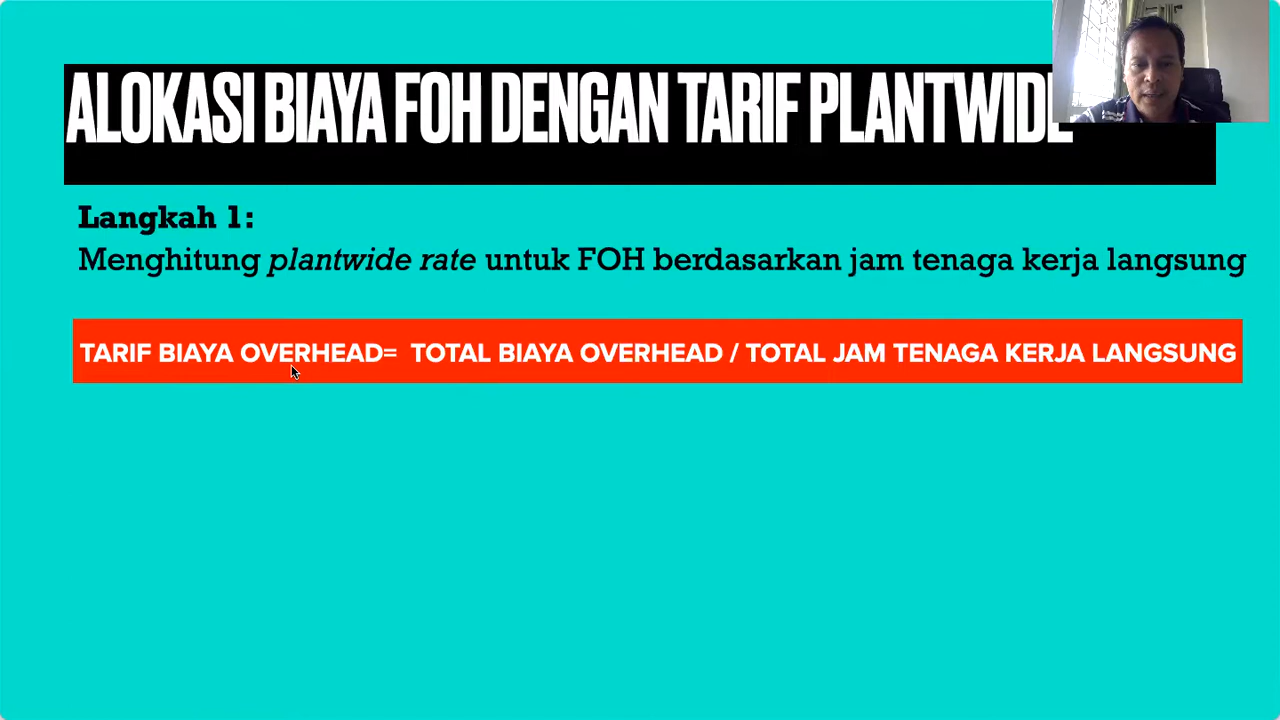 ALOKASI BIAYA FOH DENGAN TARIF PLANTWIDE
Langkah 1:
Menghitung plantwide rate untuk FOH berdasarkan jam tenaga kerja langsung
TARIF BIAYA OVERHEAD= TOTAL BIAYA OVERHEAD / TOTAL JAM TENAGA KERJA LANGSUNG